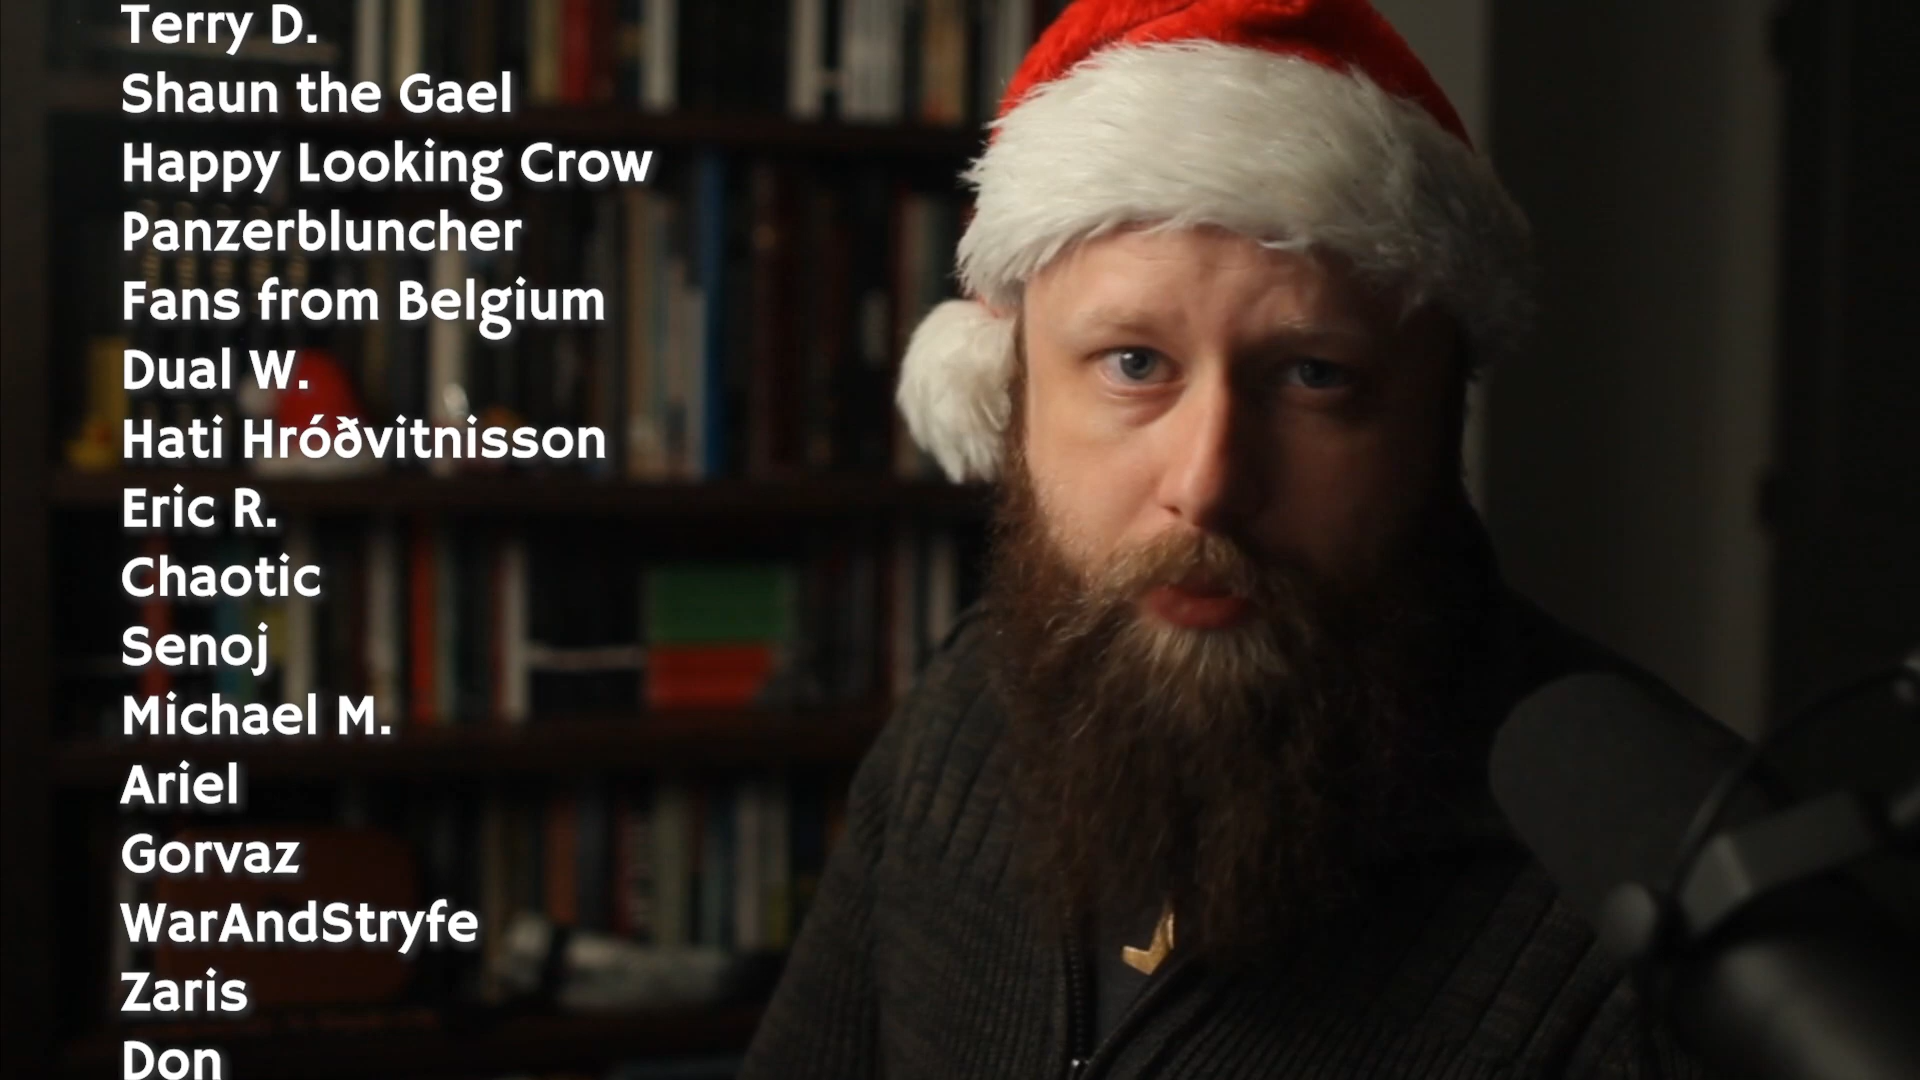 Terry D.
Shaun the Gael
Happy Looking Crow
Panzerbluncher
Fans from Belgium
Dual W.
Hati Hróðvitnisson
Eric R.
Chaotic
Senoj
Michael M.
Ariel
Gorvaz
WarAndStryfe
Zaris
Don